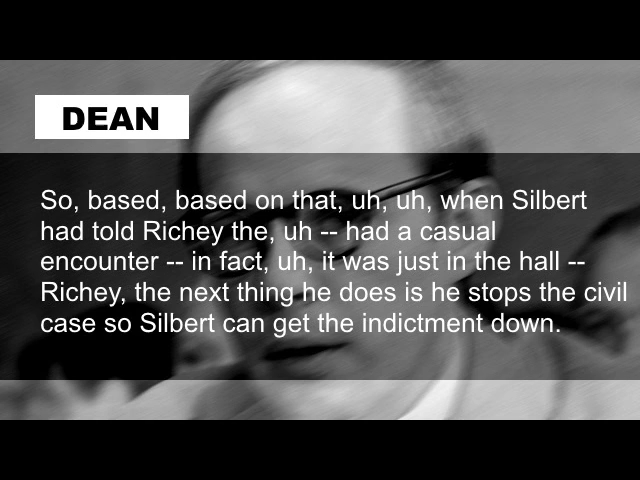 DEAN
So, based, based on that, uh, uh, when Silbert
had told Richey the, uh -- had a casual
encounter -- in fact, uh, it was just in the hall --
Richey, the next thing he does is he stops the civil
case so Silbert can get the indictment down.